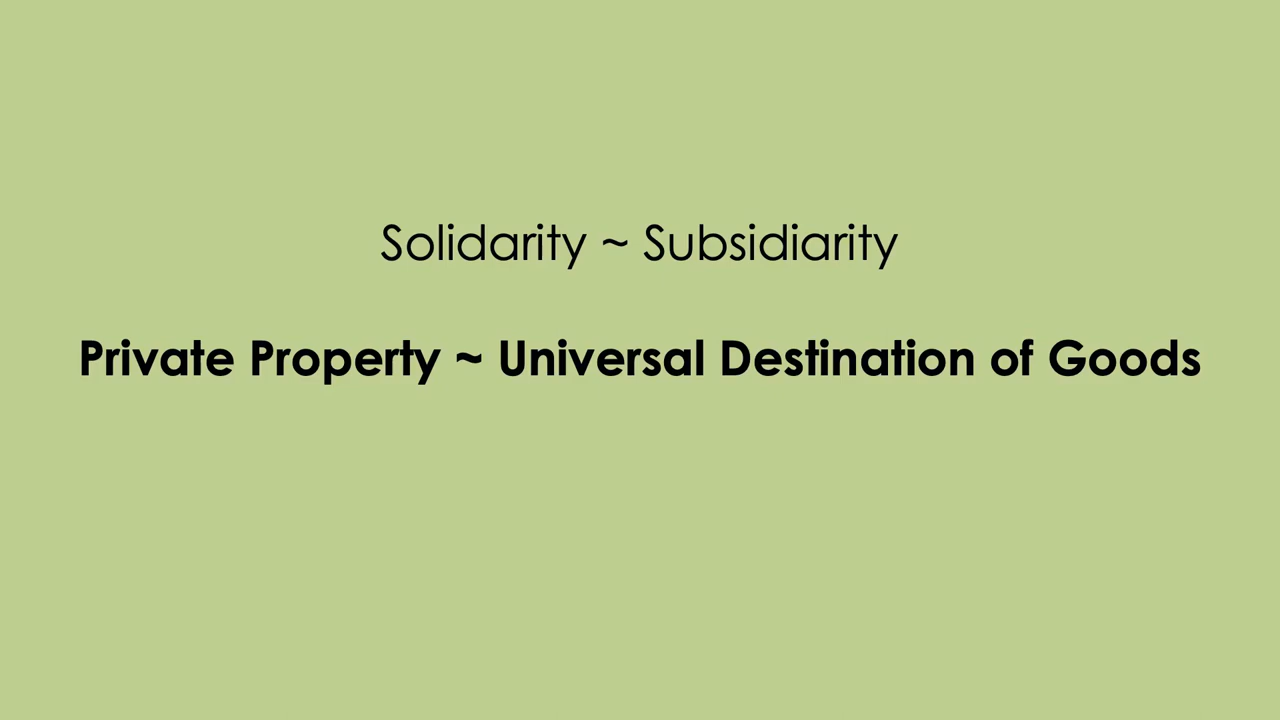 Solidarity ~ Subsidiarity
Private Property ~ Universal Destination of Goods